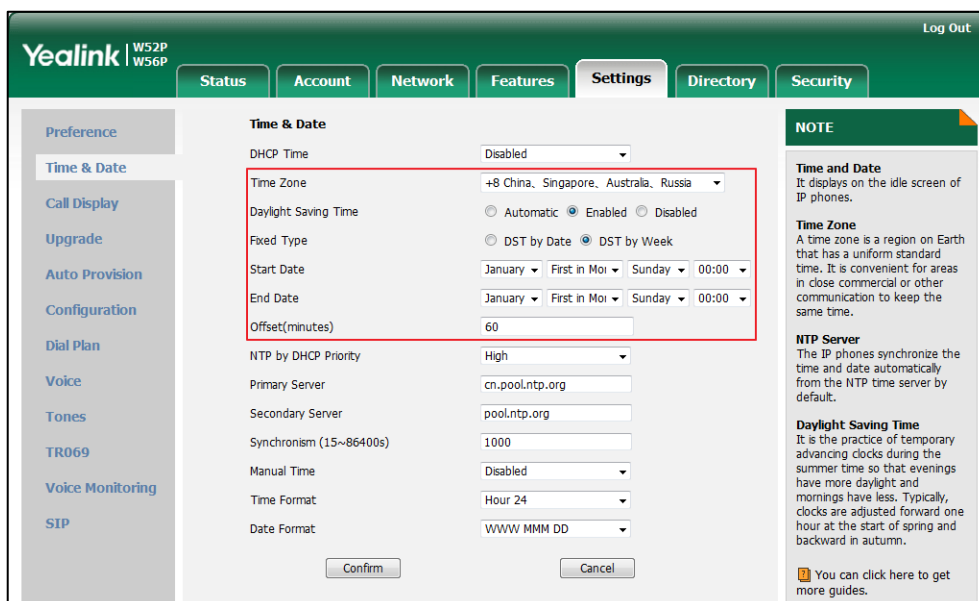 Log Out
Yealink | W52P
W56P
Status Account Network Features Settings Directory Security
Preference
Time & Date
Call Display
Upgrade
Auto Provision
Configuration
Dial Plan
Voice
Tones
TR069
Voice Monitoring
SIP
Time & Date
DHCP Time Disabled
Time Zone +8 China、Singapore、Australia、Russia
Daylight Saving Time Automatic Enabled Disabled
Fixed Type DST by Date DST by Week
Start Date January First in Mo Sunday 00:00
End Date January First in Mo Sunday 00:00
Offset(minutes) 60
NTP by DHCP Priority High
Primary Server cn.pool.ntp.org
Secondary Server pool.ntp.org
Synchronism (15~86400s) 1000
Manual Time Disabled
Time Format Hour 24
Date Format WWW MMM DD
Confirm Cancel
NOTE
Time and Date
It displays on the idle screen of
IP phones.
Time Zone
A time zone is a region on Earth
that has a uniform standard
time. It is convenient for areas
in close commercial or other
communication to keep the
same time.
NTP Server
The IP phones synchronize the
time and date automatically
from the NTP time server by
default.
Daylight Saving Time
It is the practice of temporary
advancing clocks during the
summer time so that evenings
have more daylight and
mornings have less. Typically,
clocks are adjusted forward one
hour at the start of spring and
backward in autumn.
You can click here to get
more guides.